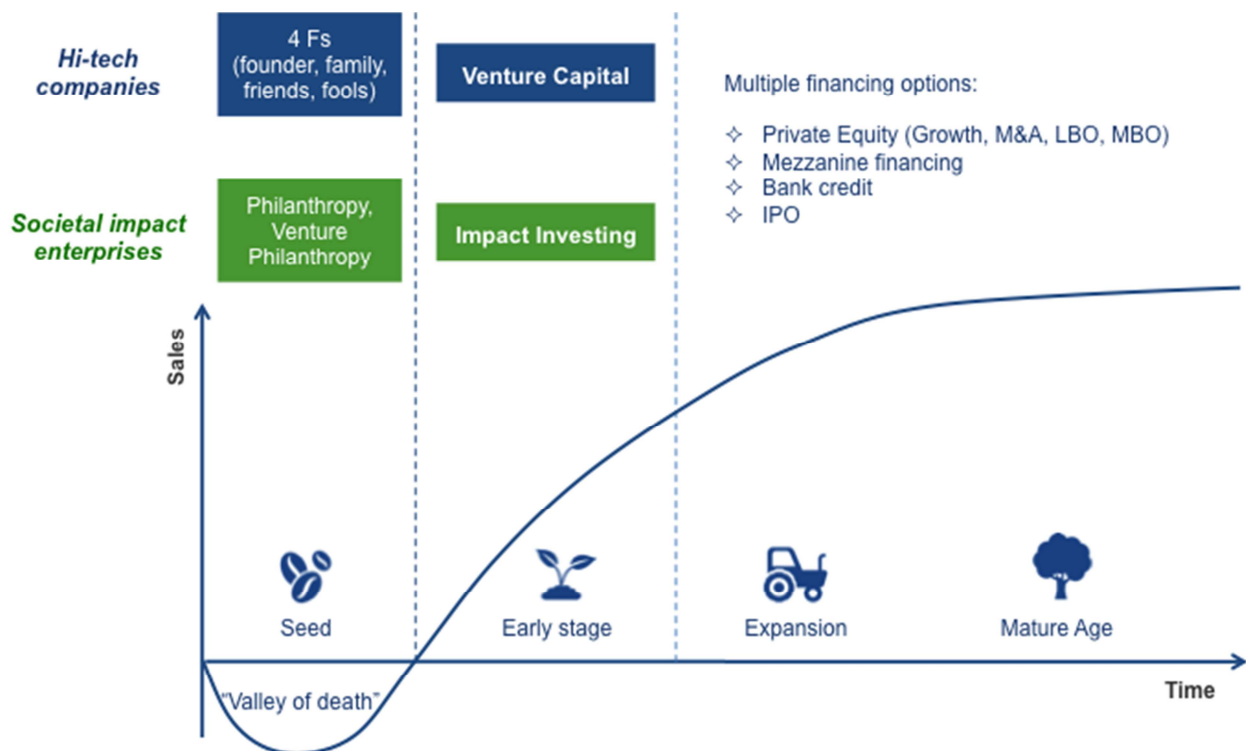 Hi-tech
companies
4 Fs
(founder, family,
friends, fools)
Venture Capital
Multiple financing options:
✧ Private Equity (Growth, M&A, LBO, MBO)
✧ Mezzanine financing
✧ Bank credit
✧ IPO
Societal impact
enterprises
Philanthropy,
Venture
Philanthropy
Impact Investing
Sales
Seed
Early stage
Expansion
Mature Age
"Valley of death"
Time